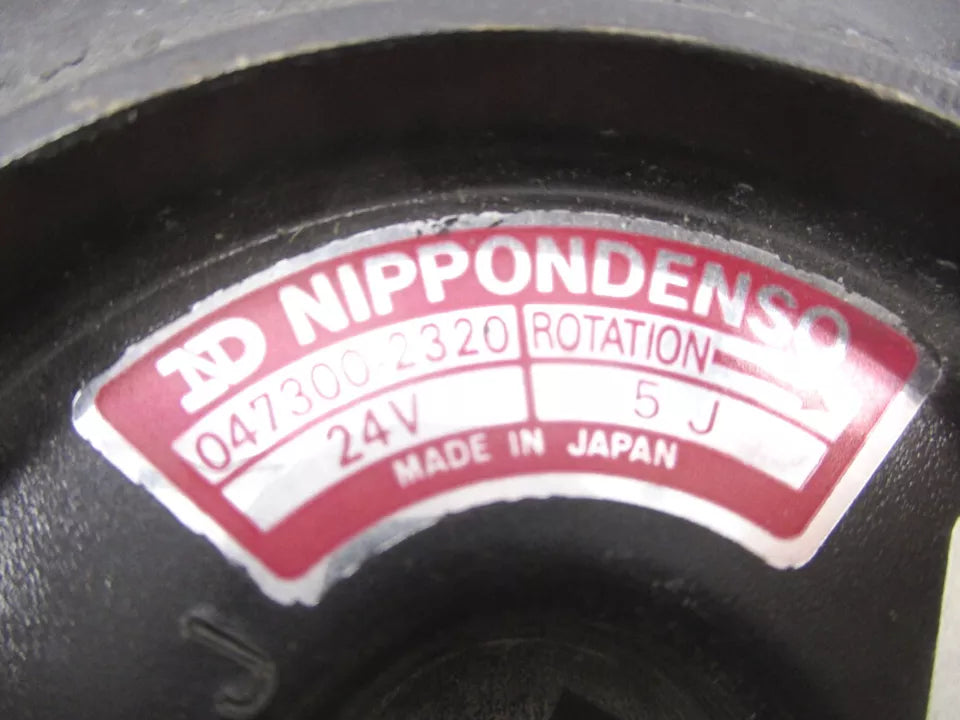 ND NIPPONDENSO
047300-2320 ROTATION
24V 5 J
MADE IN JAPAN
J